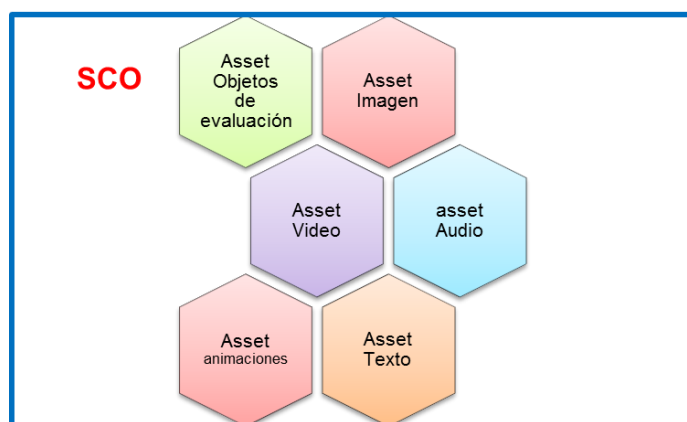 SCO
Asset
Objetos
de
evaluación
Asset
Imagen
Asset
Video
asset
Audio
Asset
animaciones
Asset
Texto